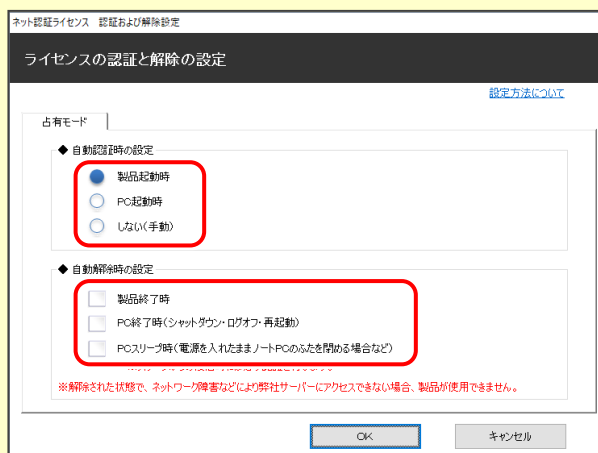 ネット認証ライセンス 認証および解除設定
ライセンスの認証と解除の設定
設定方法について
占有モード
◆ 自動認証時の設定
製品起動時
PC起動時
しない(手動)
◆ 自動解除時の設定
製品終了時
PC終了時(シャットダウン・ログオフ・再起動)
PCスリープ時(電源を入れたままノートPCのふたを閉める場合など)
※解除された状態で、ネットワーク障害などにより弊社サーバーにアクセスできない場合、製品が使用できません。
OK
キャンセル